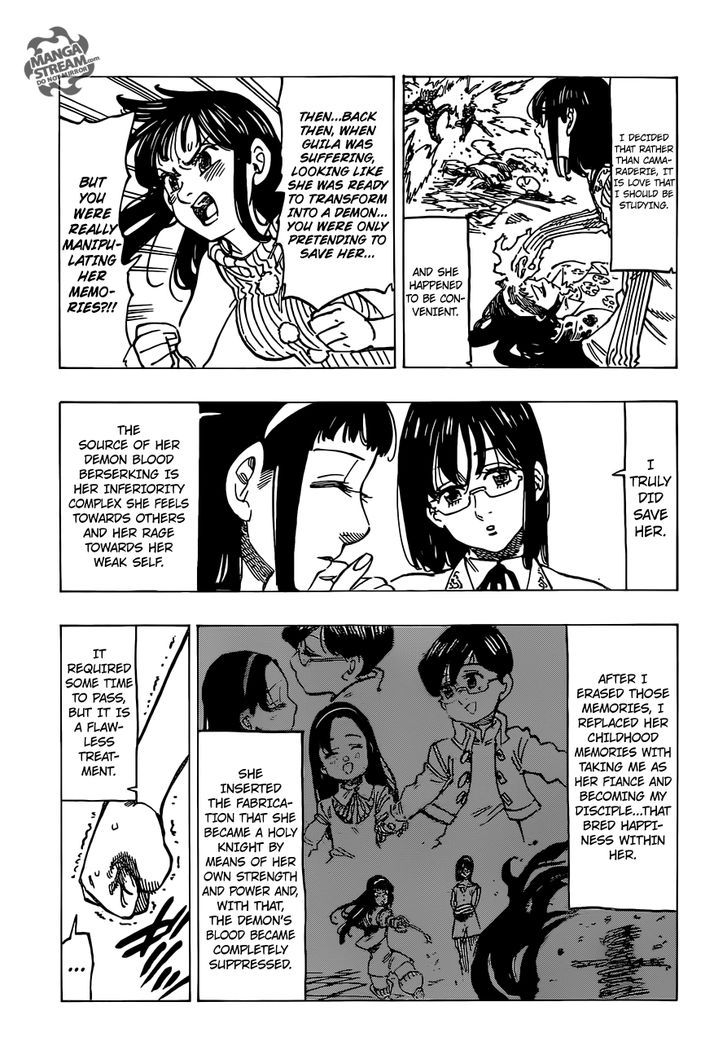 MANGA
STREAM.com
DO NOT MIRROR
I DECIDED
THAT RATHER
THAN CAMA-
RADERIE, IT
IS LOVE THAT
I SHOULD BE
STUDYING.
AND SHE
HAPPENED
TO BE CON-
VENIENT.
THEN...BACK
THEN, WHEN
GUILA WAS
SUFFERING,
LOOKING LIKE
SHE WAS READY
TO TRANSFORM
INTO A DEMON...
YOU WERE ONLY
PRETENDING TO
SAVE HER...
BUT
YOU WERE
REALLY
MANIPU-
LATING
HER
MEMO-
RIES?!!
I
TRULY
DID
SAVE
HER.
THE
SOURCE OF HER
DEMON BLOOD
BERSERKING IS
HER INFERIORITY
COMPLEX SHE FEELS
TOWARDS OTHERS
AND HER RAGE
TOWARDS HER
WEAK SELF.
AFTER I
ERASED THOSE
MEMORIES, I
REPLACED HER
CHILDHOOD
MEMORIES WITH
TAKING ME AS
HER FIANCE AND
BECOMING MY
DISCIPLE...THAT
BRED HAPPI-
NESS WITHIN
HER.
SHE
INSERTED
THE FABRICA-
TION THAT SHE
BECAME A HOLY
KNIGHT BY
MEANS OF HER
OWN STRENGTH
AND POWER AND,
WITH THAT,
THE DEMON'S
BLOOD BECAME
COMPLETELY
SUPPRESSED.
IT
REQUIRED
SOME TIME
TO PASS,
BUT IT IS
A FLAW-
LESS
TREAT-
MENT.
...